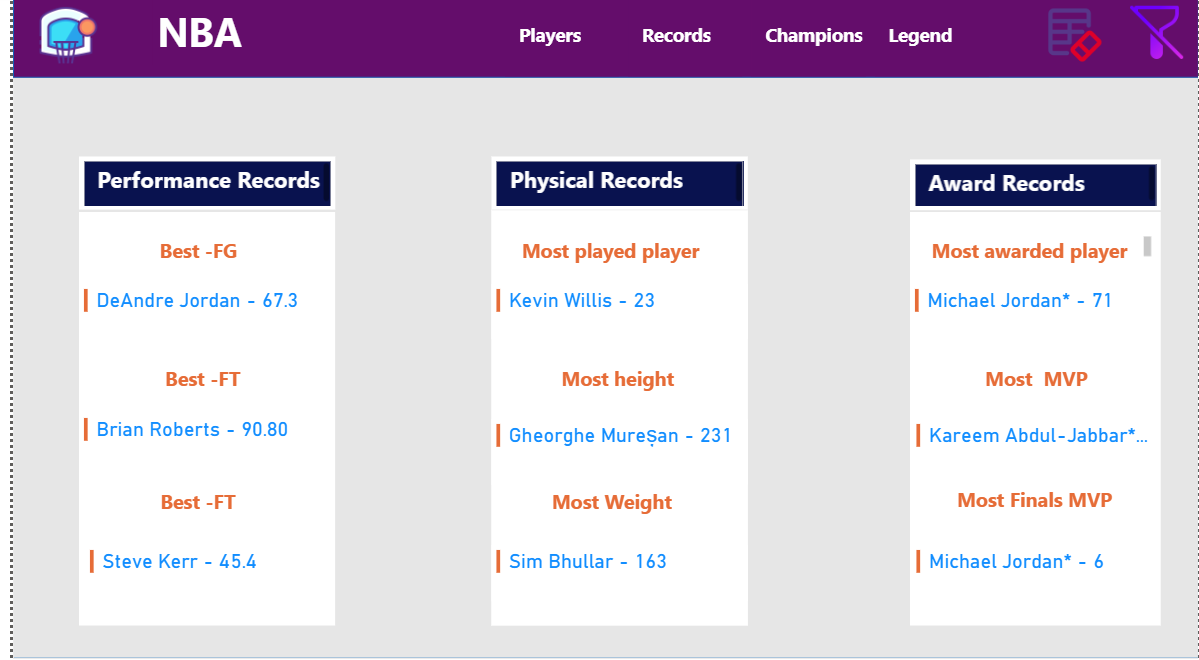 NBA
Players Records Champions Legend
Performance Records
Best -FG
DeAndre Jordan - 67.3
Best -FT
Brian Roberts - 90.80
Best -FT
Steve Kerr - 45.4
Physical Records
Most played player
Kevin Willis - 23
Most height
Gheorghe Mureșan - 231
Most Weight
Sim Bhullar - 163
Award Records
Most awarded player
Michael Jordan* - 71
Most  MVP
Kareem Abdul-Jabbar*...
Most Finals MVP
Michael Jordan* - 6